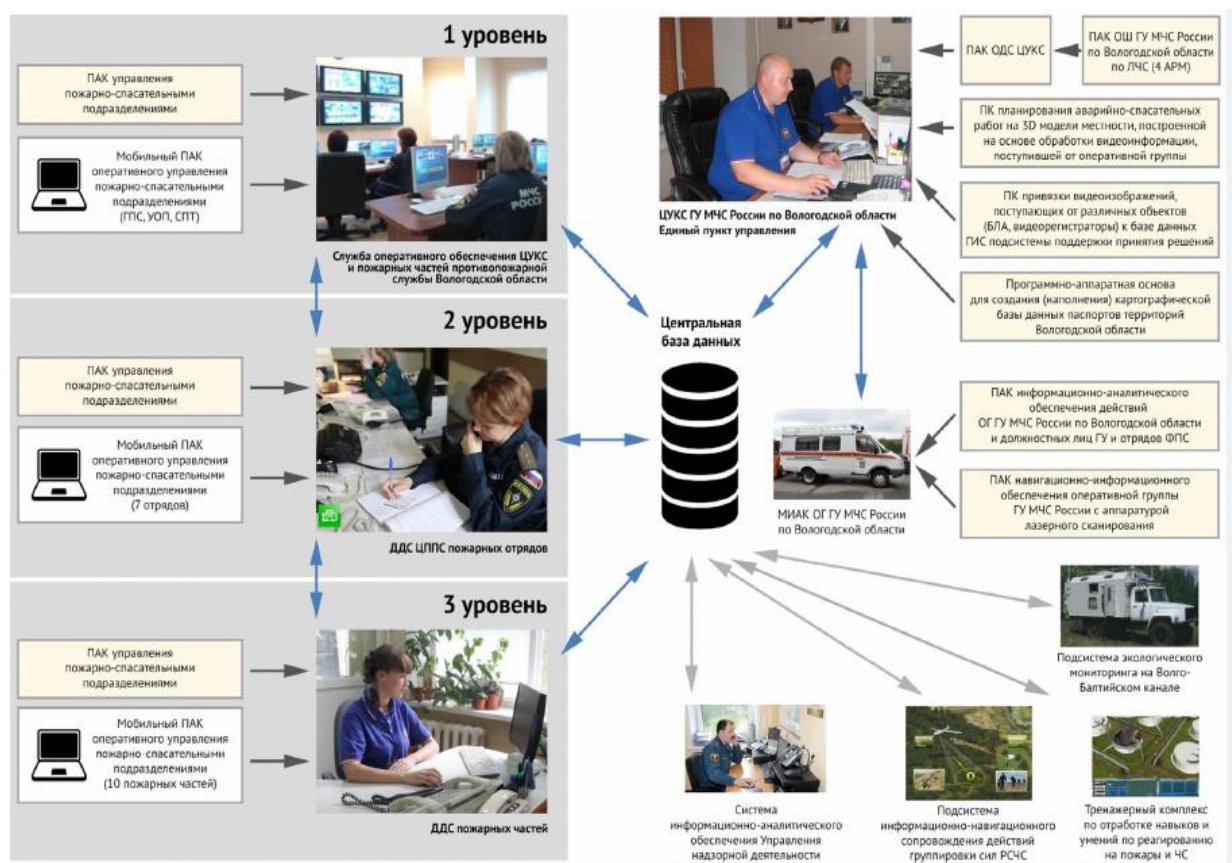 1 уровень
ПАК управления
пожарно-спасательными
подразделениями
Мобильный ПАК
оперативного управления
пожарно-спасательными
подразделениями
(ГПС, УОП, СПТ)
МЧС
РОССИИ
Служба оперативного обеспечения ЦУКС
и пожарных частей противопожарной
службы Вологодской области
2 уровень
ПАК управления
пожарно-спасательными
подразделениями
Мобильный ПАК
оперативного управления
пожарно-спасательными
подразделениями
(7 отрядов)
ДДС ЦППС пожарных отрядов
3 уровень
ПАК управления
пожарно-спасательными
подразделениями
Мобильный ПАК
оперативного управления
пожарно-спасательными
подразделениями
(10 пожарных частей)
ДДС пожарных частей
ЦУКС ГУ МЧС России по Вологодской области
Единый пункт управления
ПАК ОДС ЦУКС
ПАК ОШ ГУ МЧС России
по Вологодской области
по ЛЧС (4 АРМ)
ПК планирования аварийно-спасательных
работ на 3D модели местности, построенной
на основе обработки видеоинформации,
поступившей от оперативной группы
ПК привязки видеоизображений,
поступающих от различных объектов
(БЛА, видеорегистраторы) к базе данных
ГИС подсистемы поддержки принятия решений
Программно-аппаратная основа
для создания (наполнения) картографической
базы данных паспортов территорий
Вологодской области
Центральная
база данных
МИАК ОГ ГУ МЧС России
по Вологодской области
ПАК информационно-аналитического
обеспечения действий
ОГ ГУ МЧС России по Вологодской области
и должностных лиц ГУ и отрядов ФПС
ПАК навигационно-информационного
обеспечения оперативной группы
ГУ МЧС России с аппаратурой
лазерного сканирования
Подсистема экологического
мониторинга на Волго-
Балтийском канале
Система
информационно-аналитического
обеспечения Управления
надзорной деятельности
Подсистема
информационно-навигационного
сопровождения действий
группировки сил РСЧС
Тренажерный комплекс
по отработке навыков и
умений по реагированию
на пожары и ЧС